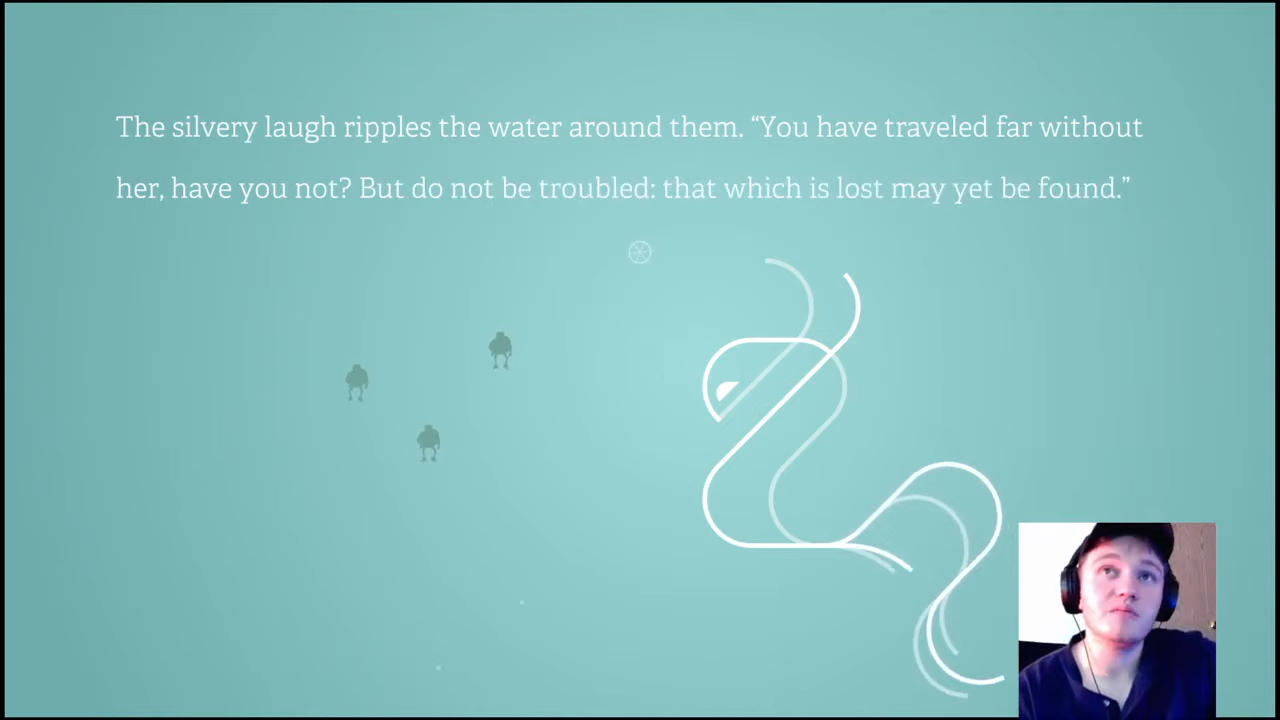 The silvery laugh ripples the water around them. “You have traveled far without
her, have you not? But do not be troubled: that which is lost may yet be found.”